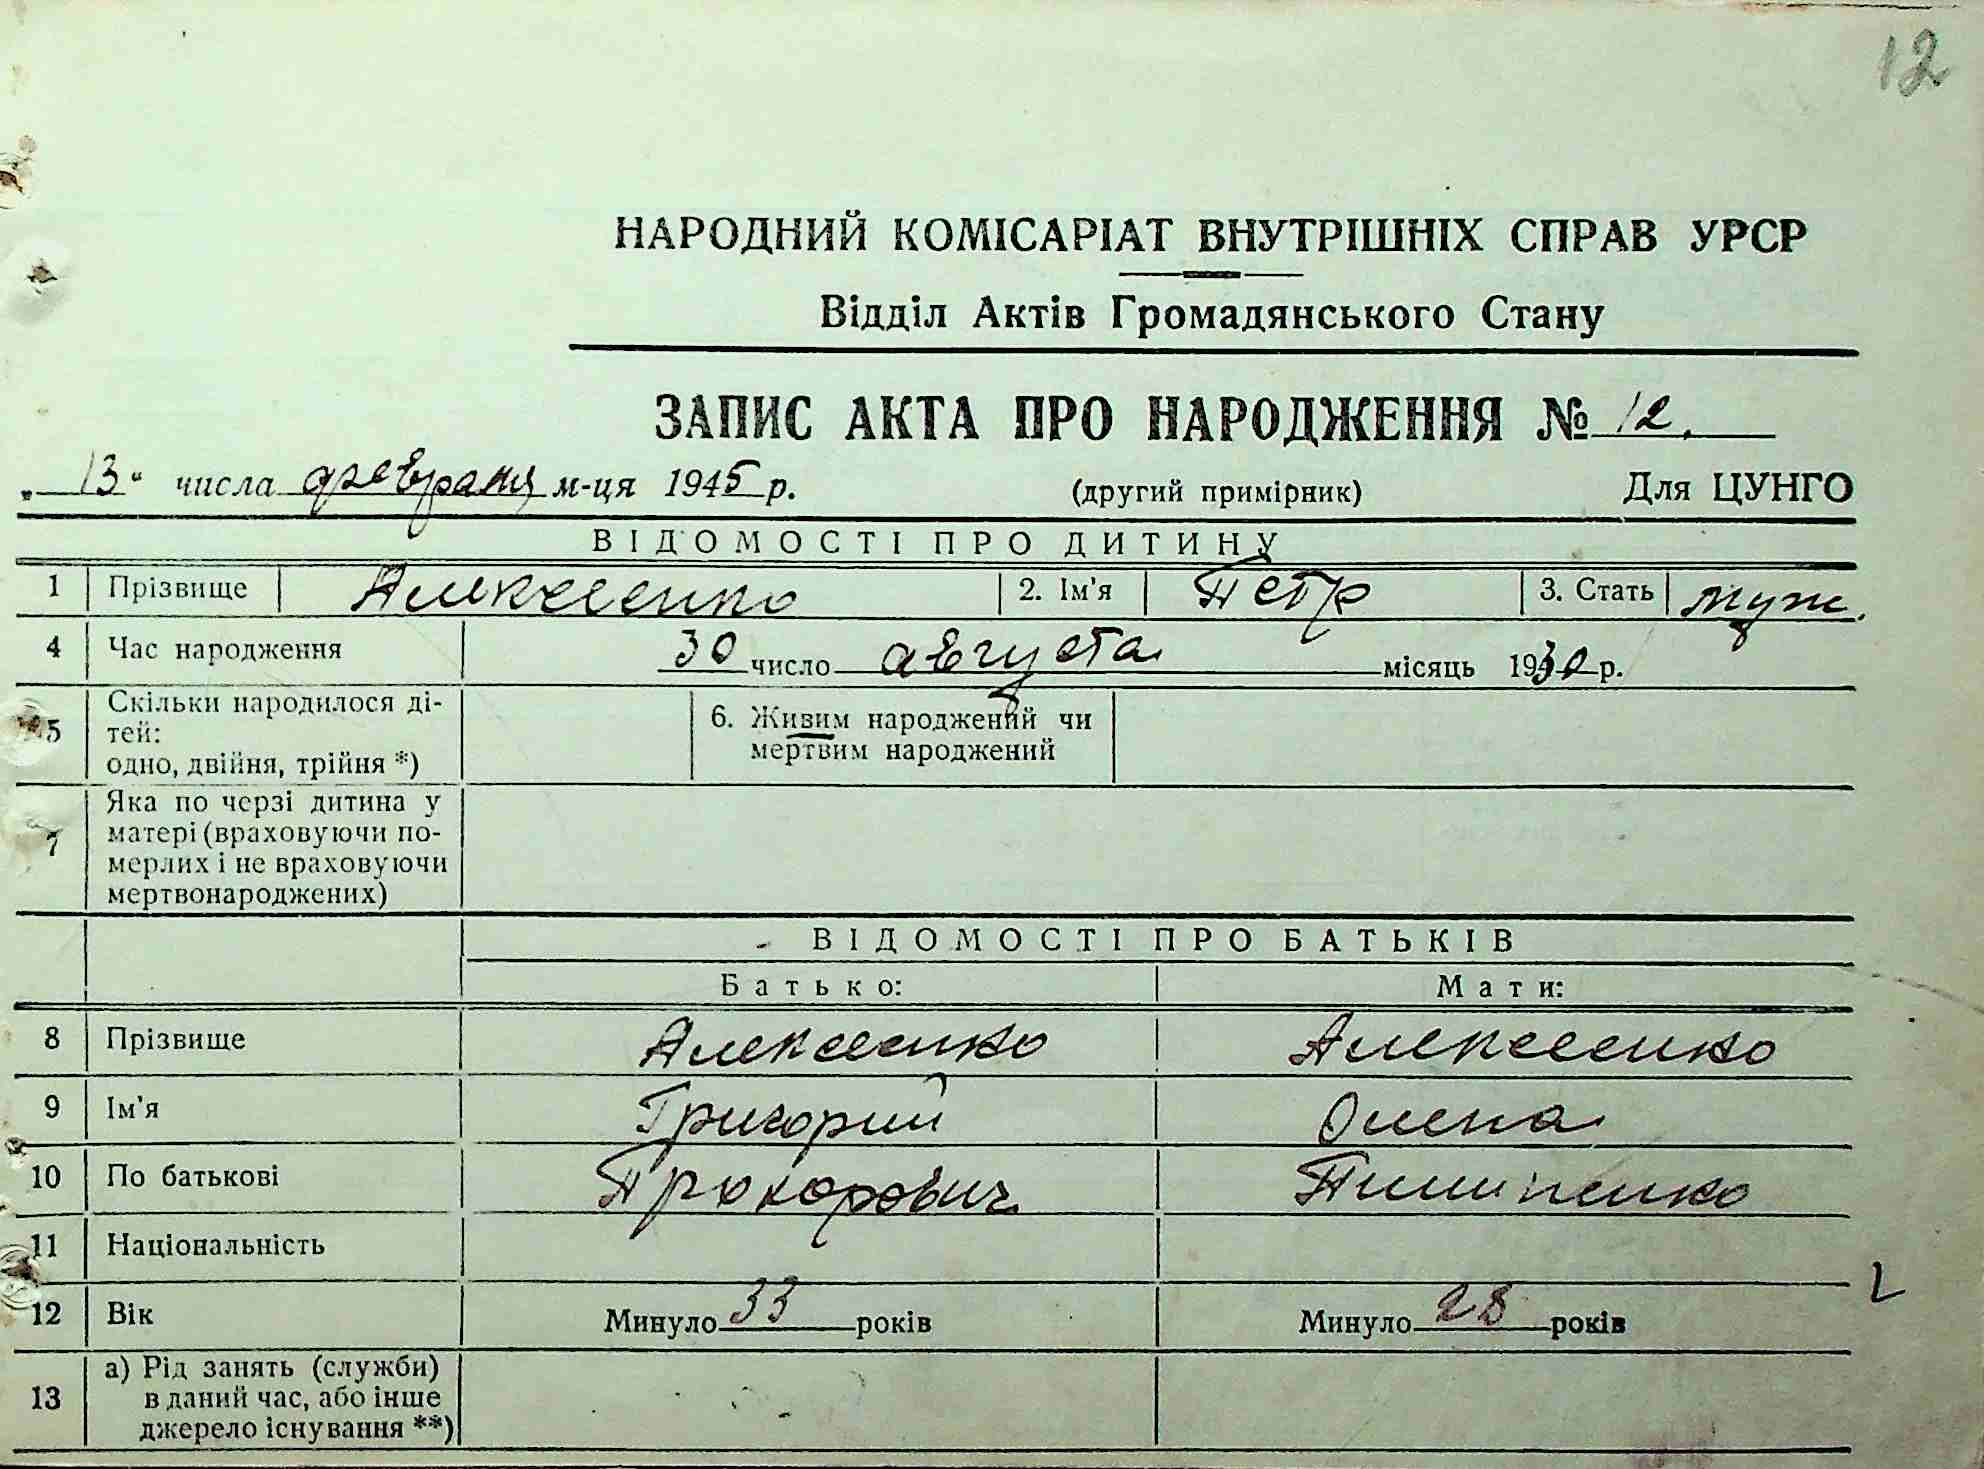 12
НАРОДНИЙ КОМІСАРІАТ ВНУТРІШНІХ СПРАВ УРСР
Відділ Актів Громадянського Стану
ЗАПИС АКТА ПРО НАРОДЖЕННЯ № 12.
„13“ числа февраля м-ця 1945 р. (другий примірник) Для ЦУНГО
ВІДОМОСТІ ПРО ДИТИНУ
1 Прізвище Алексеенко 2. Ім'я Петр 3. Стать муж.
4 Час народження 30 число августа місяць 1930 р.
5 Скільки народилося ді-
тей:
одно, двійня, трійня *)
6. Живим народжений чи
мертвим народжений
7 Яка по черзі дитина у
матері (враховуючи по-
мерлих і не враховуючи
мертвонароджених)
ВІДОМОСТІ ПРО БАТЬКІВ
Батько: Мати:
8 Прізвище Алексеенко Алексеенко
9 Ім'я Григорий Олена
10 По батькові Прокорович
11 Національність
12 Вік Минуло 33 років Минуло 28 років
13 а) Рід занять (служби)
в даний час, або інше
джерело існування **)